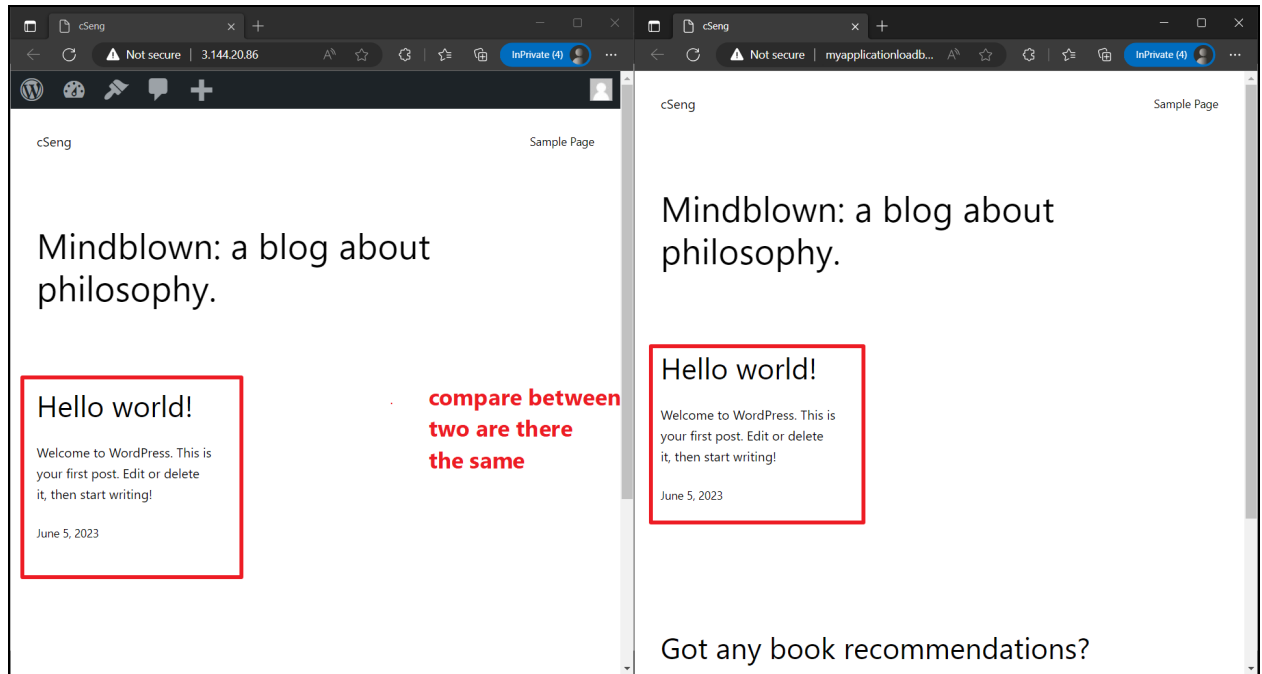 cSeng
Not secure | 3.144.20.86
InPrivate (4)
cSeng
Sample Page
Mindblown: a blog about
philosophy.
Hello world!
Welcome to WordPress. This is
your first post. Edit or delete
it, then start writing!
June 5, 2023
compare between
two are there
the same
cSeng
Not secure | myapplicationloadb...
InPrivate (4)
cSeng
Sample Page
Mindblown: a blog about
philosophy.
Hello world!
Welcome to WordPress. This is
your first post. Edit or delete
it, then start writing!
June 5, 2023
Got any book recommendations?